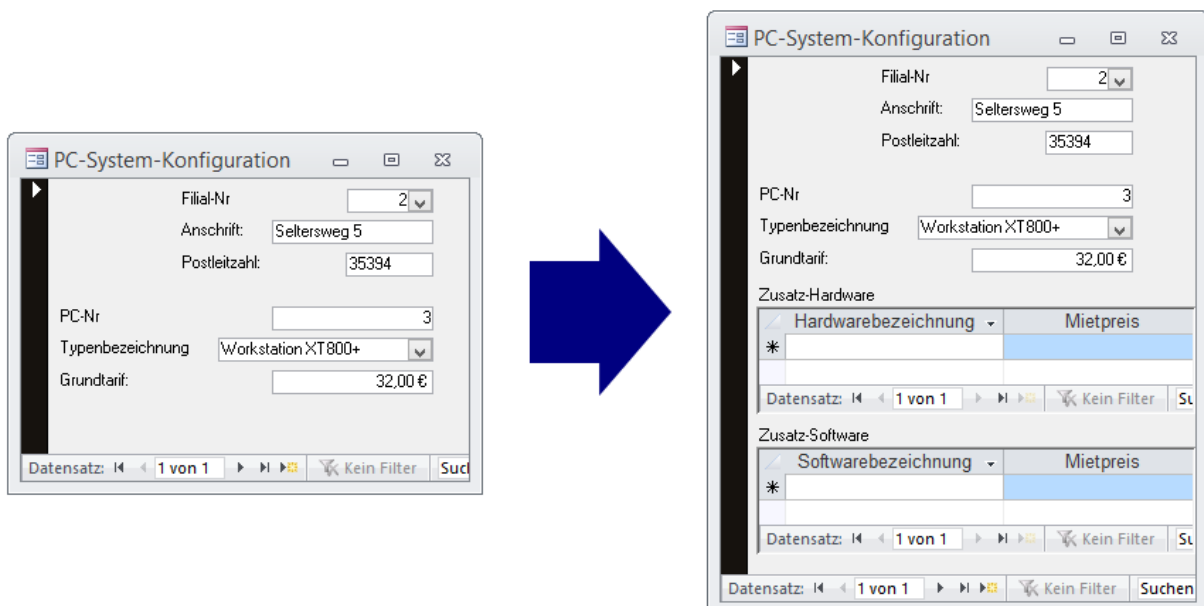 PC-System-Konfiguration
Filial-Nr 2
Anschrift: Seltersweg 5
Postleitzahl: 35394
PC-Nr 3
Typenbezeichnung Workstation XT800+
Grundtarif: 32,00 €
Datensatz: 1 von 1 Kein Filter Sucl
PC-System-Konfiguration
Filial-Nr 2
Anschrift: Seltersweg 5
Postleitzahl: 35394
PC-Nr 3
Typenbezeichnung Workstation XT800+
Grundtarif: 32,00 €
Zusatz-Hardware
Hardwarebezeichnung Mietpreis
Datensatz: 1 von 1 Kein Filter Su
Zusatz-Software
Softwarebezeichnung Mietpreis
Datensatz: 1 von 1 Kein Filter Su
Datensatz: 1 von 1 Kein Filter Suchen